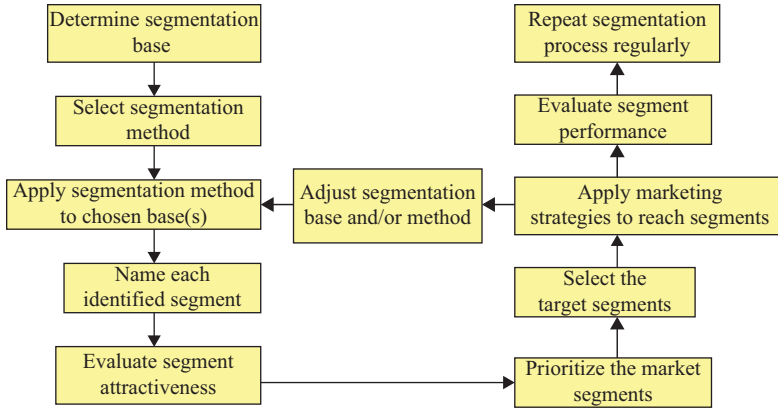 Determine segmentation
base
Select segmentation
method
Apply segmentation method
to chosen base(s)
Name each
identified segment
Evaluate segment
attractiveness
Prioritize the market
segments
Select the
target segments
Apply marketing
strategies to reach segments
Adjust segmentation
base and/or method
Evaluate segment
performance
Repeat segmentation
process regularly